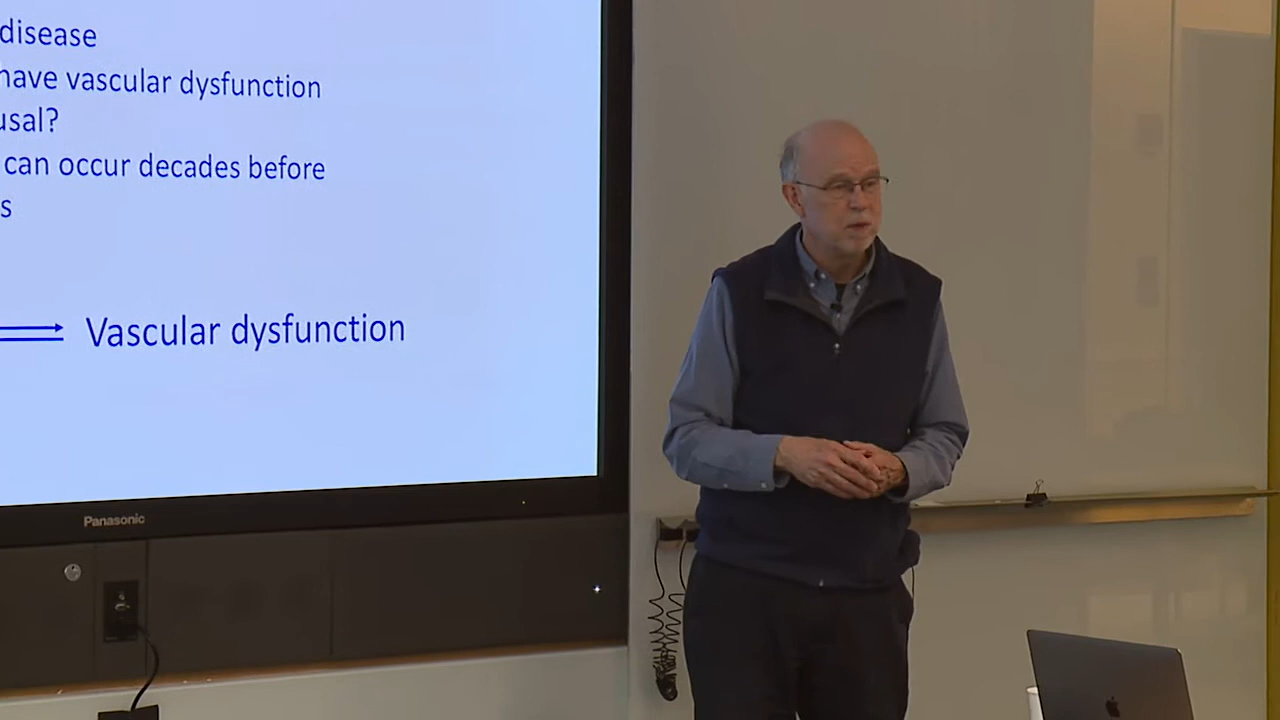 disease
have vascular dysfunction
usal?
can occur decades before
s
Vascular dysfunction
Panasonic